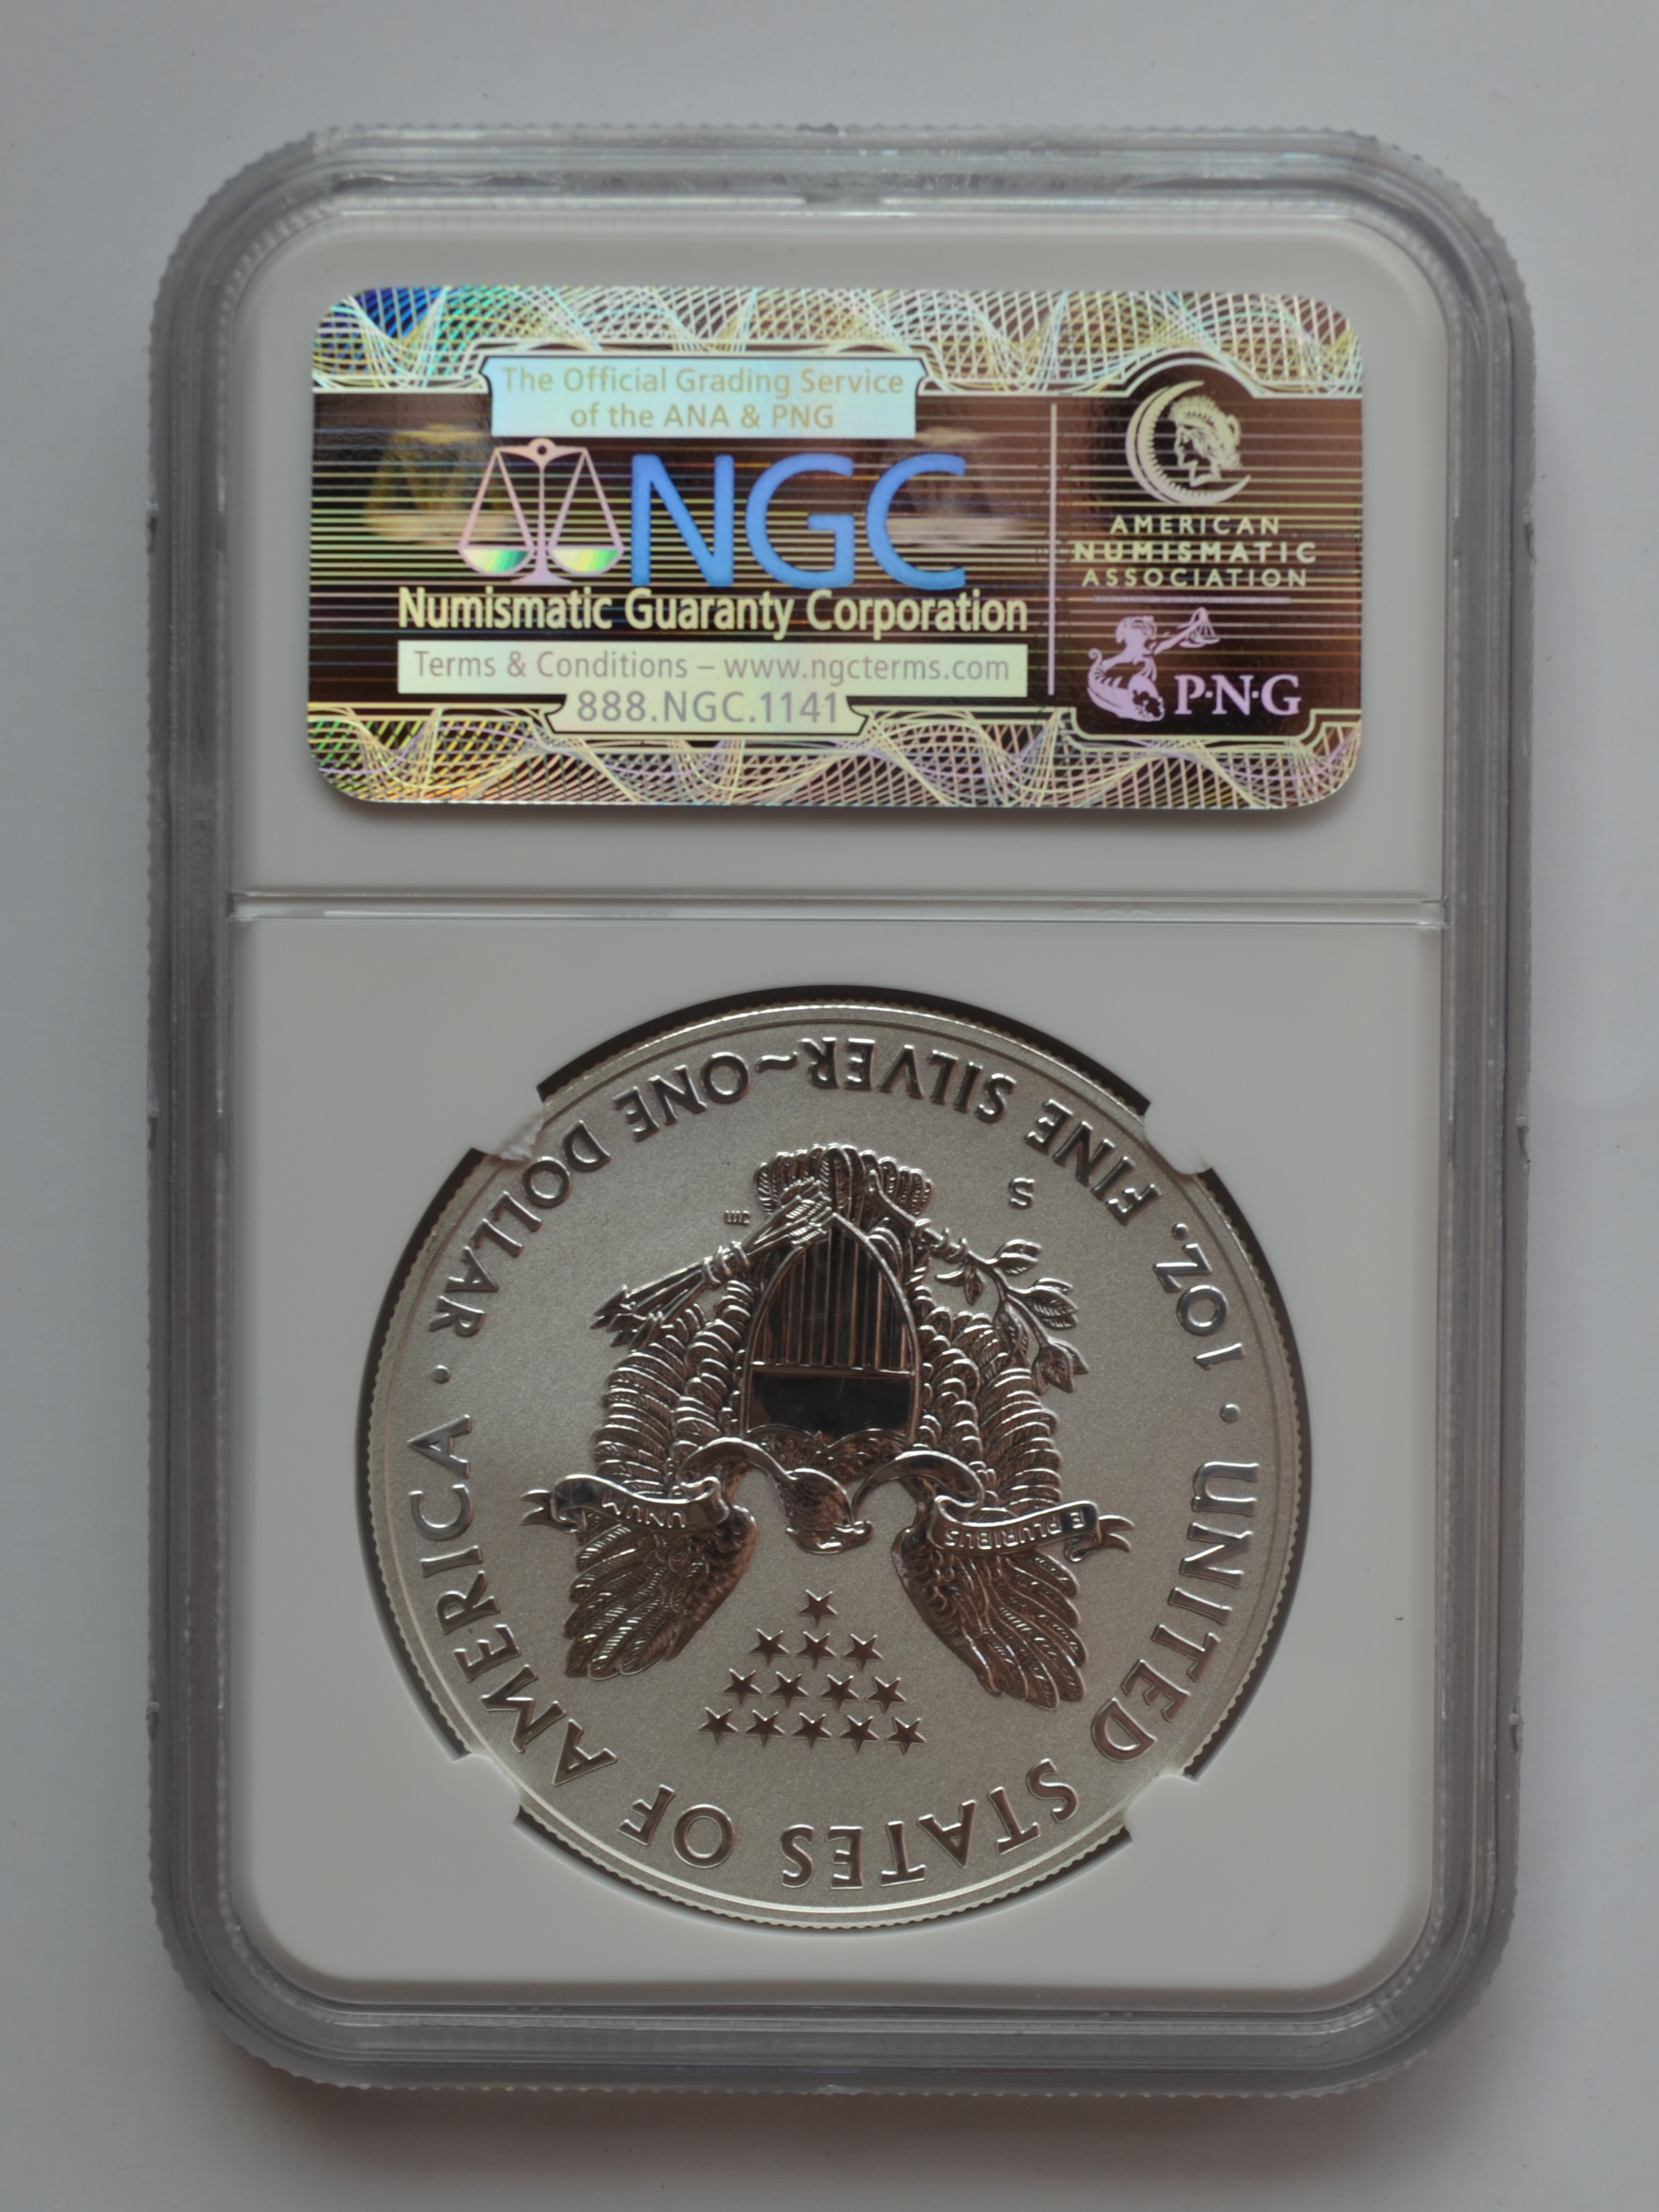 The Official Grading Service
of the ANA & PNG
NGC
Numismatic Guaranty Corporation
Terms & Conditions – www.ngcterms.com
888.NGC.1141
AMERICAN
NUMISMATIC
ASSOCIATION
P·N·G
UNITED STATES OF AMERICA
·
1 OZ. FINE SILVER~ONE DOLLAR
·
E PLURIBUS
UNUM
S